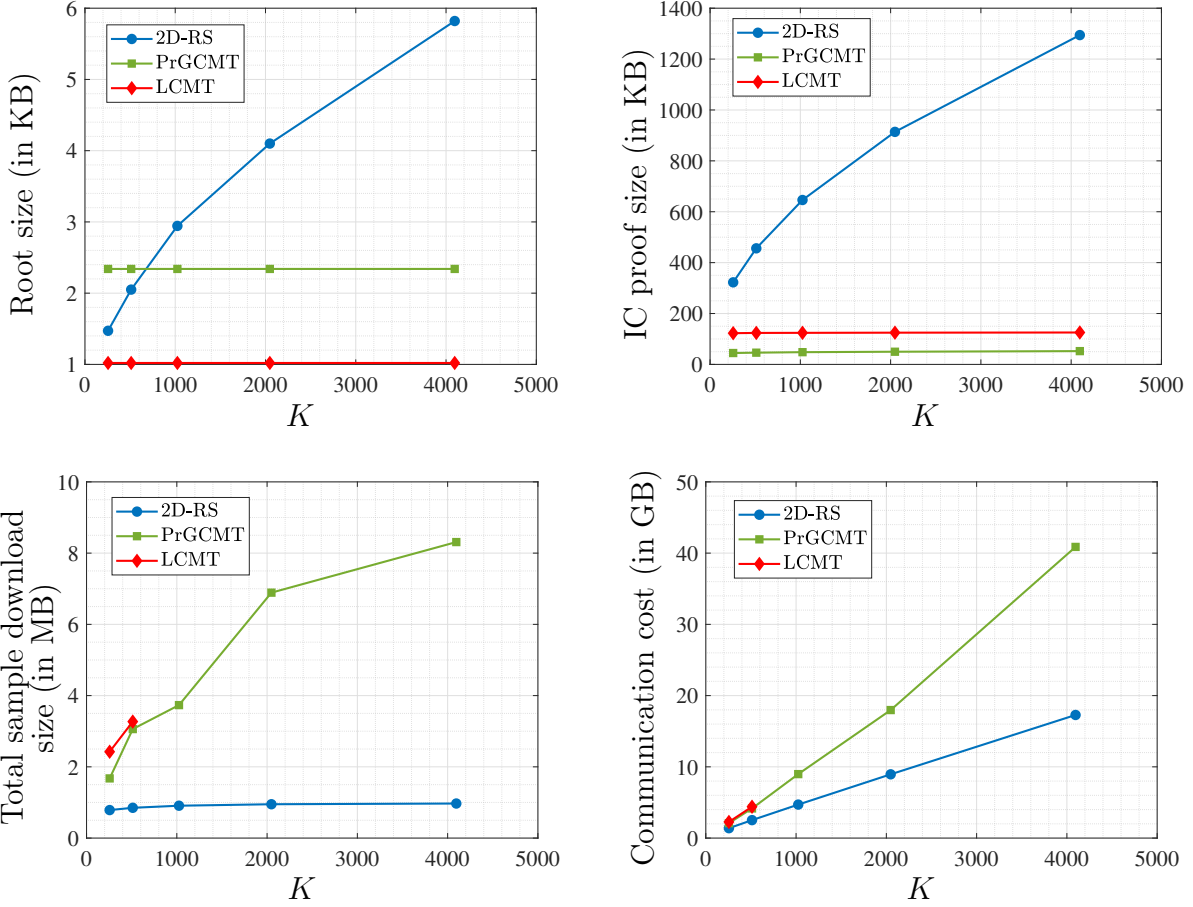 Root size (in KB)
6
5
4
3
2
1
2D-RS
PrGCMT
LCMT
0 1000 2000 3000 4000 5000
K
IC proof size (in KB)
1400
1200
1000
800
600
400
200
0
2D-RS
PrGCMT
LCMT
0 1000 2000 3000 4000 5000
K
Total sample download
size (in MB)
10
8
6
4
2
0
2D-RS
PrGCMT
LCMT
0 1000 2000 3000 4000 5000
K
Communication cost (in GB)
50
40
30
20
10
0
2D-RS
PrGCMT
LCMT
0 1000 2000 3000 4000 5000
K